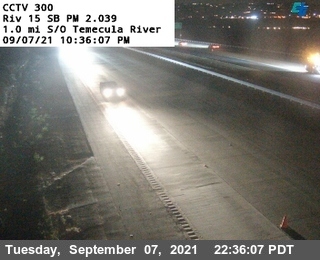 CCTV 300
Riv 15 SB PM 2.039
1.0 mi S/O Temecula River
09/07/21 10:36:07 PM
Tuesday, September 07, 2021 22:36:07 PDT